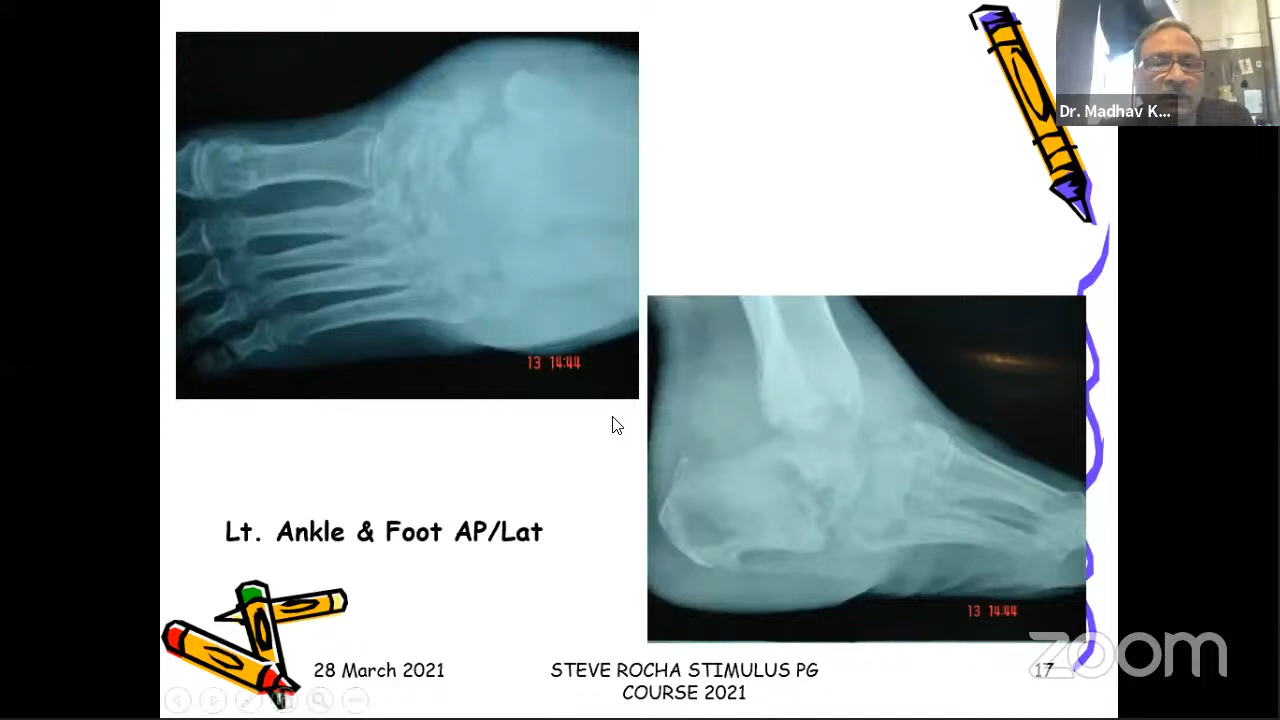 Dr. Madhav K...
13 14:44
Lt. Ankle & Foot AP/Lat
13 14:44
28 March 2021
STEVE ROCHA STIMULUS PG
COURSE 2021
17
zoom